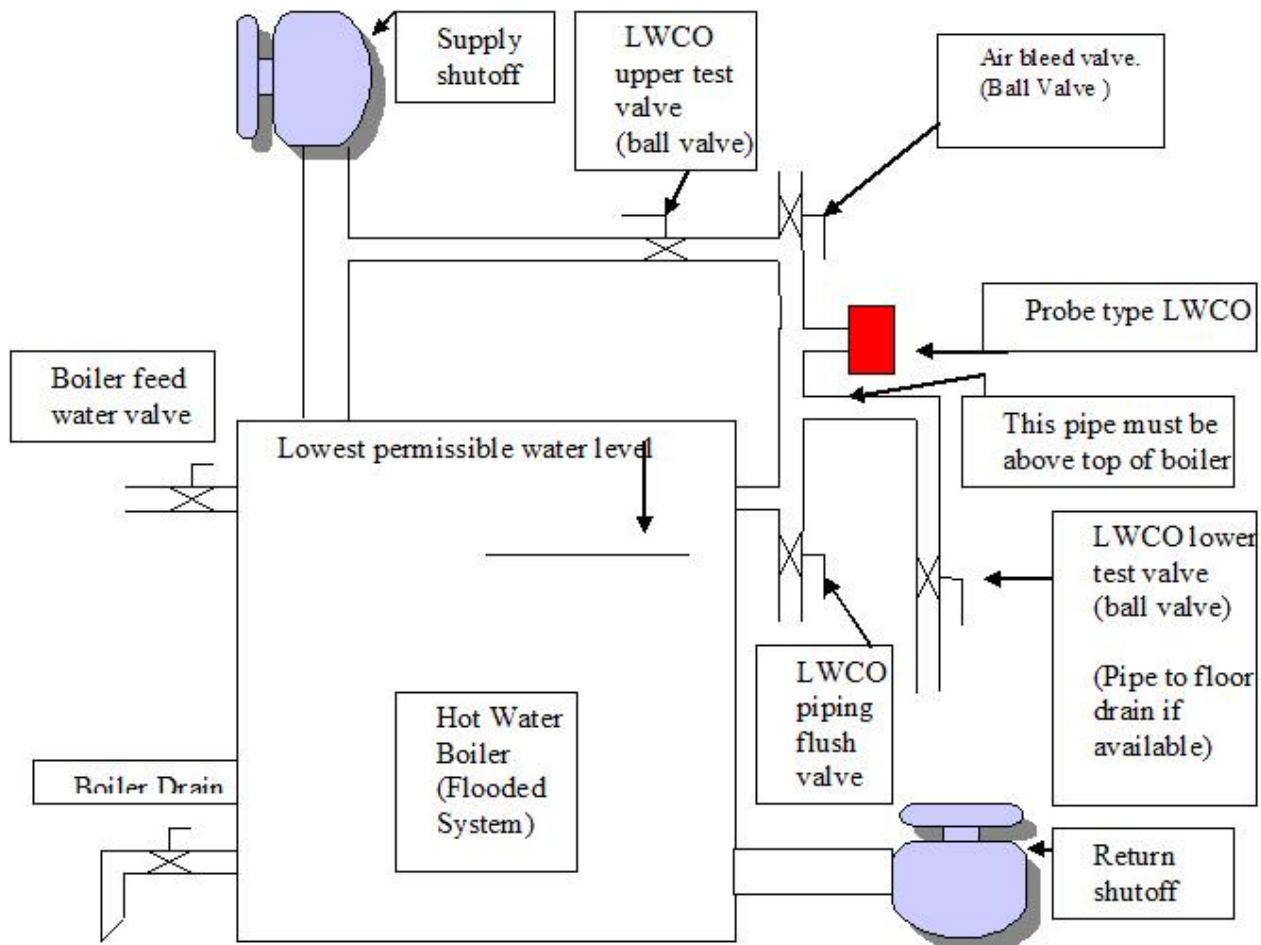 Supply
shutoff
LWCO
upper test
valve
(ball valve)
Air bleed valve.
(Ball Valve )
Probe type LWCO
Boiler feed
water valve
This pipe must be
above top of boiler
Lowest permissible water level
LWCO lower
test valve
(ball valve)
(Pipe to floor
drain if
available)
LWCO
piping
flush
valve
Hot Water
Boiler
(Flooded
System)
Boiler Drain
Return
shutoff